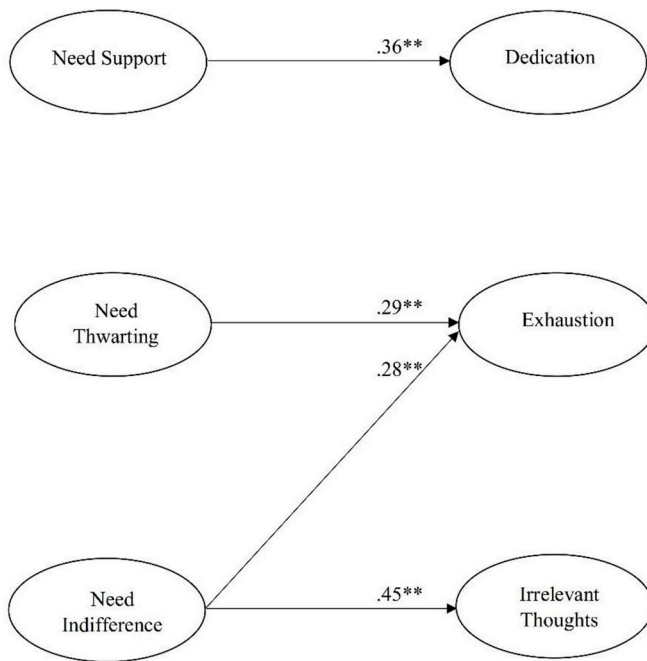 Need Support
.36**
Dedication
Need
Thwarting
.29**
Exhaustion
.28**
Need
Indifference
.45**
Irrelevant
Thoughts